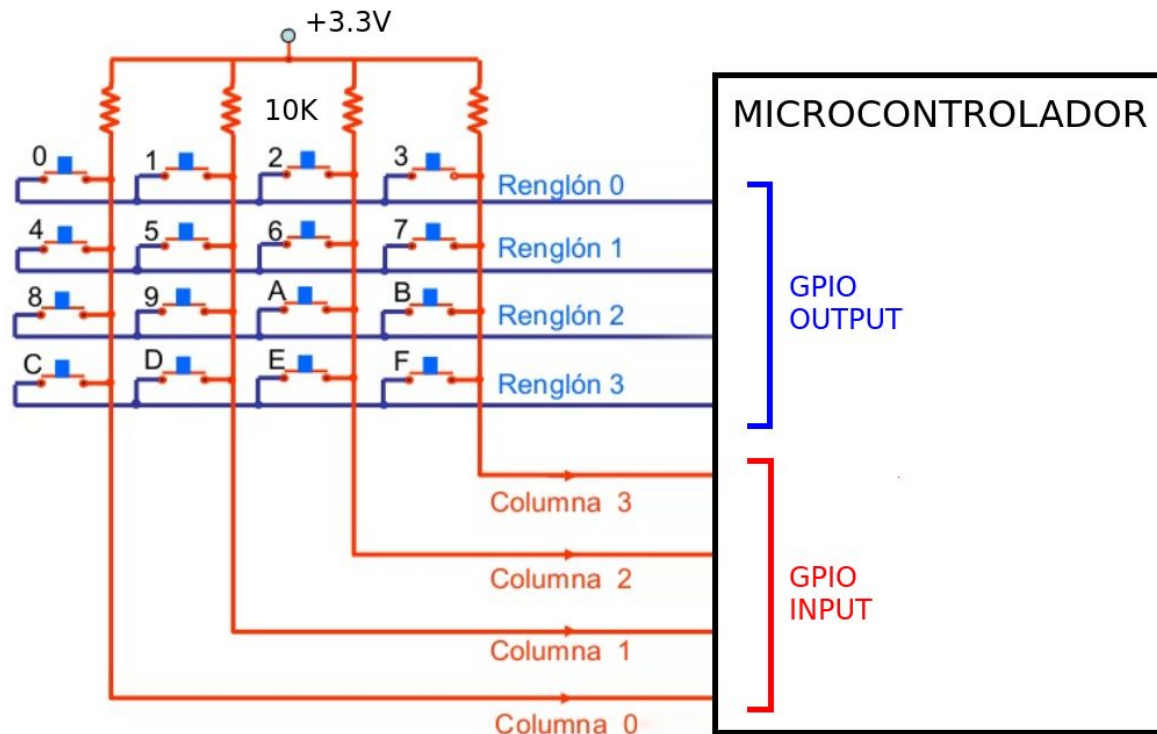 +3.3V
10K
MICROCONTROLADOR
0 1 2 3
Renglón 0
4 5 6 7
Renglón 1
8 9 A B
Renglón 2
C D E F
Renglón 3
GPIO
OUTPUT
Columna 3
Columna 2
Columna 1
Columna 0
GPIO
INPUT